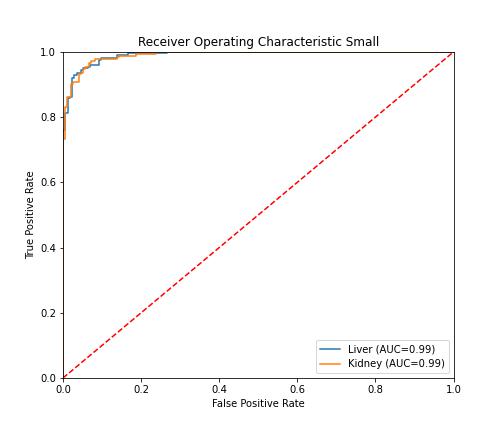 Receiver Operating Characteristic Small
1.0
0.8
0.6
0.4
0.2
0.0
True Positive Rate
Liver (AUC=0.99)
Kidney (AUC=0.99)
0.0 0.2 0.4 0.6 0.8 1.0
False Positive Rate